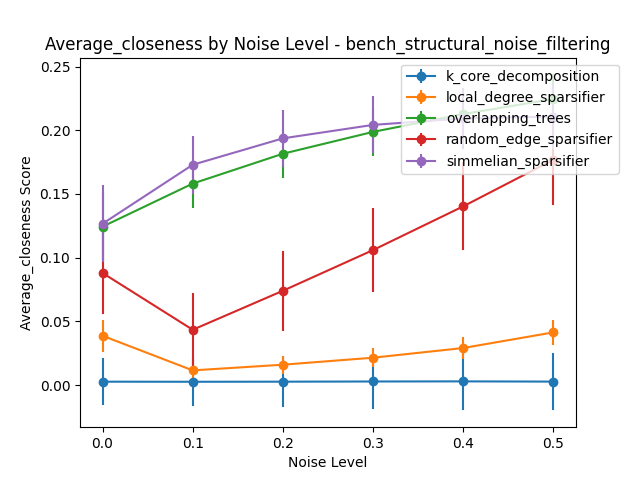 Average_closeness by Noise Level - bench_structural_noise_filtering
k_core_decomposition
local_degree_sparsifier
overlapping_trees
random_edge_sparsifier
simmelian_sparsifier
Average_closeness Score
0.25
0.20
0.15
0.10
0.05
0.00
0.0 0.1 0.2 0.3 0.4 0.5
Noise Level